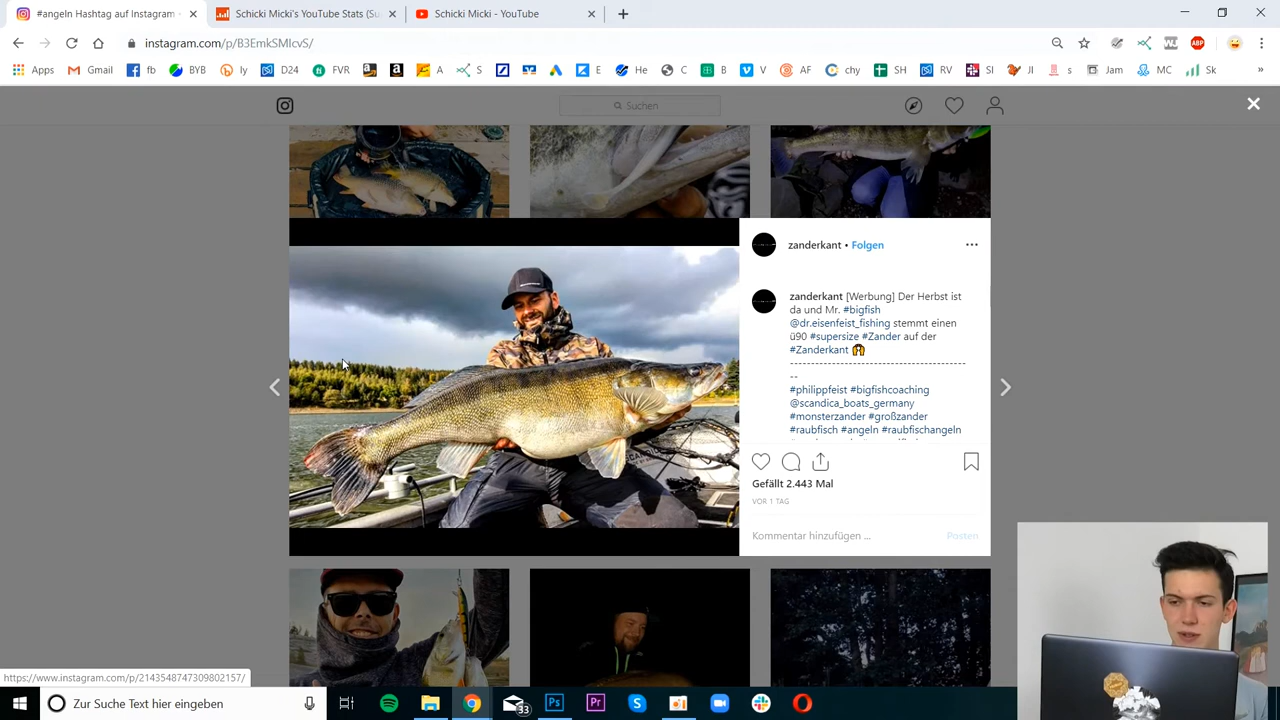 #angeln Hashtag auf Instagram
Schicki Micki's YouTube Stats (Su
Schicki Micki - YouTube
instagram.com/p/B3EmkSMIcvS/
Apps
Gmail
fb
BYB
ly
D24
FVR
A
S
E
He
C
B
V
AF
chy
SH
RV
SI
JI
s
Jam
MC
Sk
»
Suchen
zanderkant • Folgen
zanderkant [Werbung] Der Herbst ist
da und Mr. #bigfish
@dr.eisenfeist_fishing stemmt einen
ü90 #supersize #Zander auf der
#Zanderkant
---------------------------------------
--
#philippfeist #bigfishcoaching
@scandica_boats_germany
#monsterzander #großzander
#raubfisch #angeln #raubfischangeln
Gefällt 2.443 Mal
VOR 1 TAG
Kommentar hinzufügen ...
Posten
https://www.instagram.com/p/2143548747309802157/
Zur Suche Text hier eingeben
33